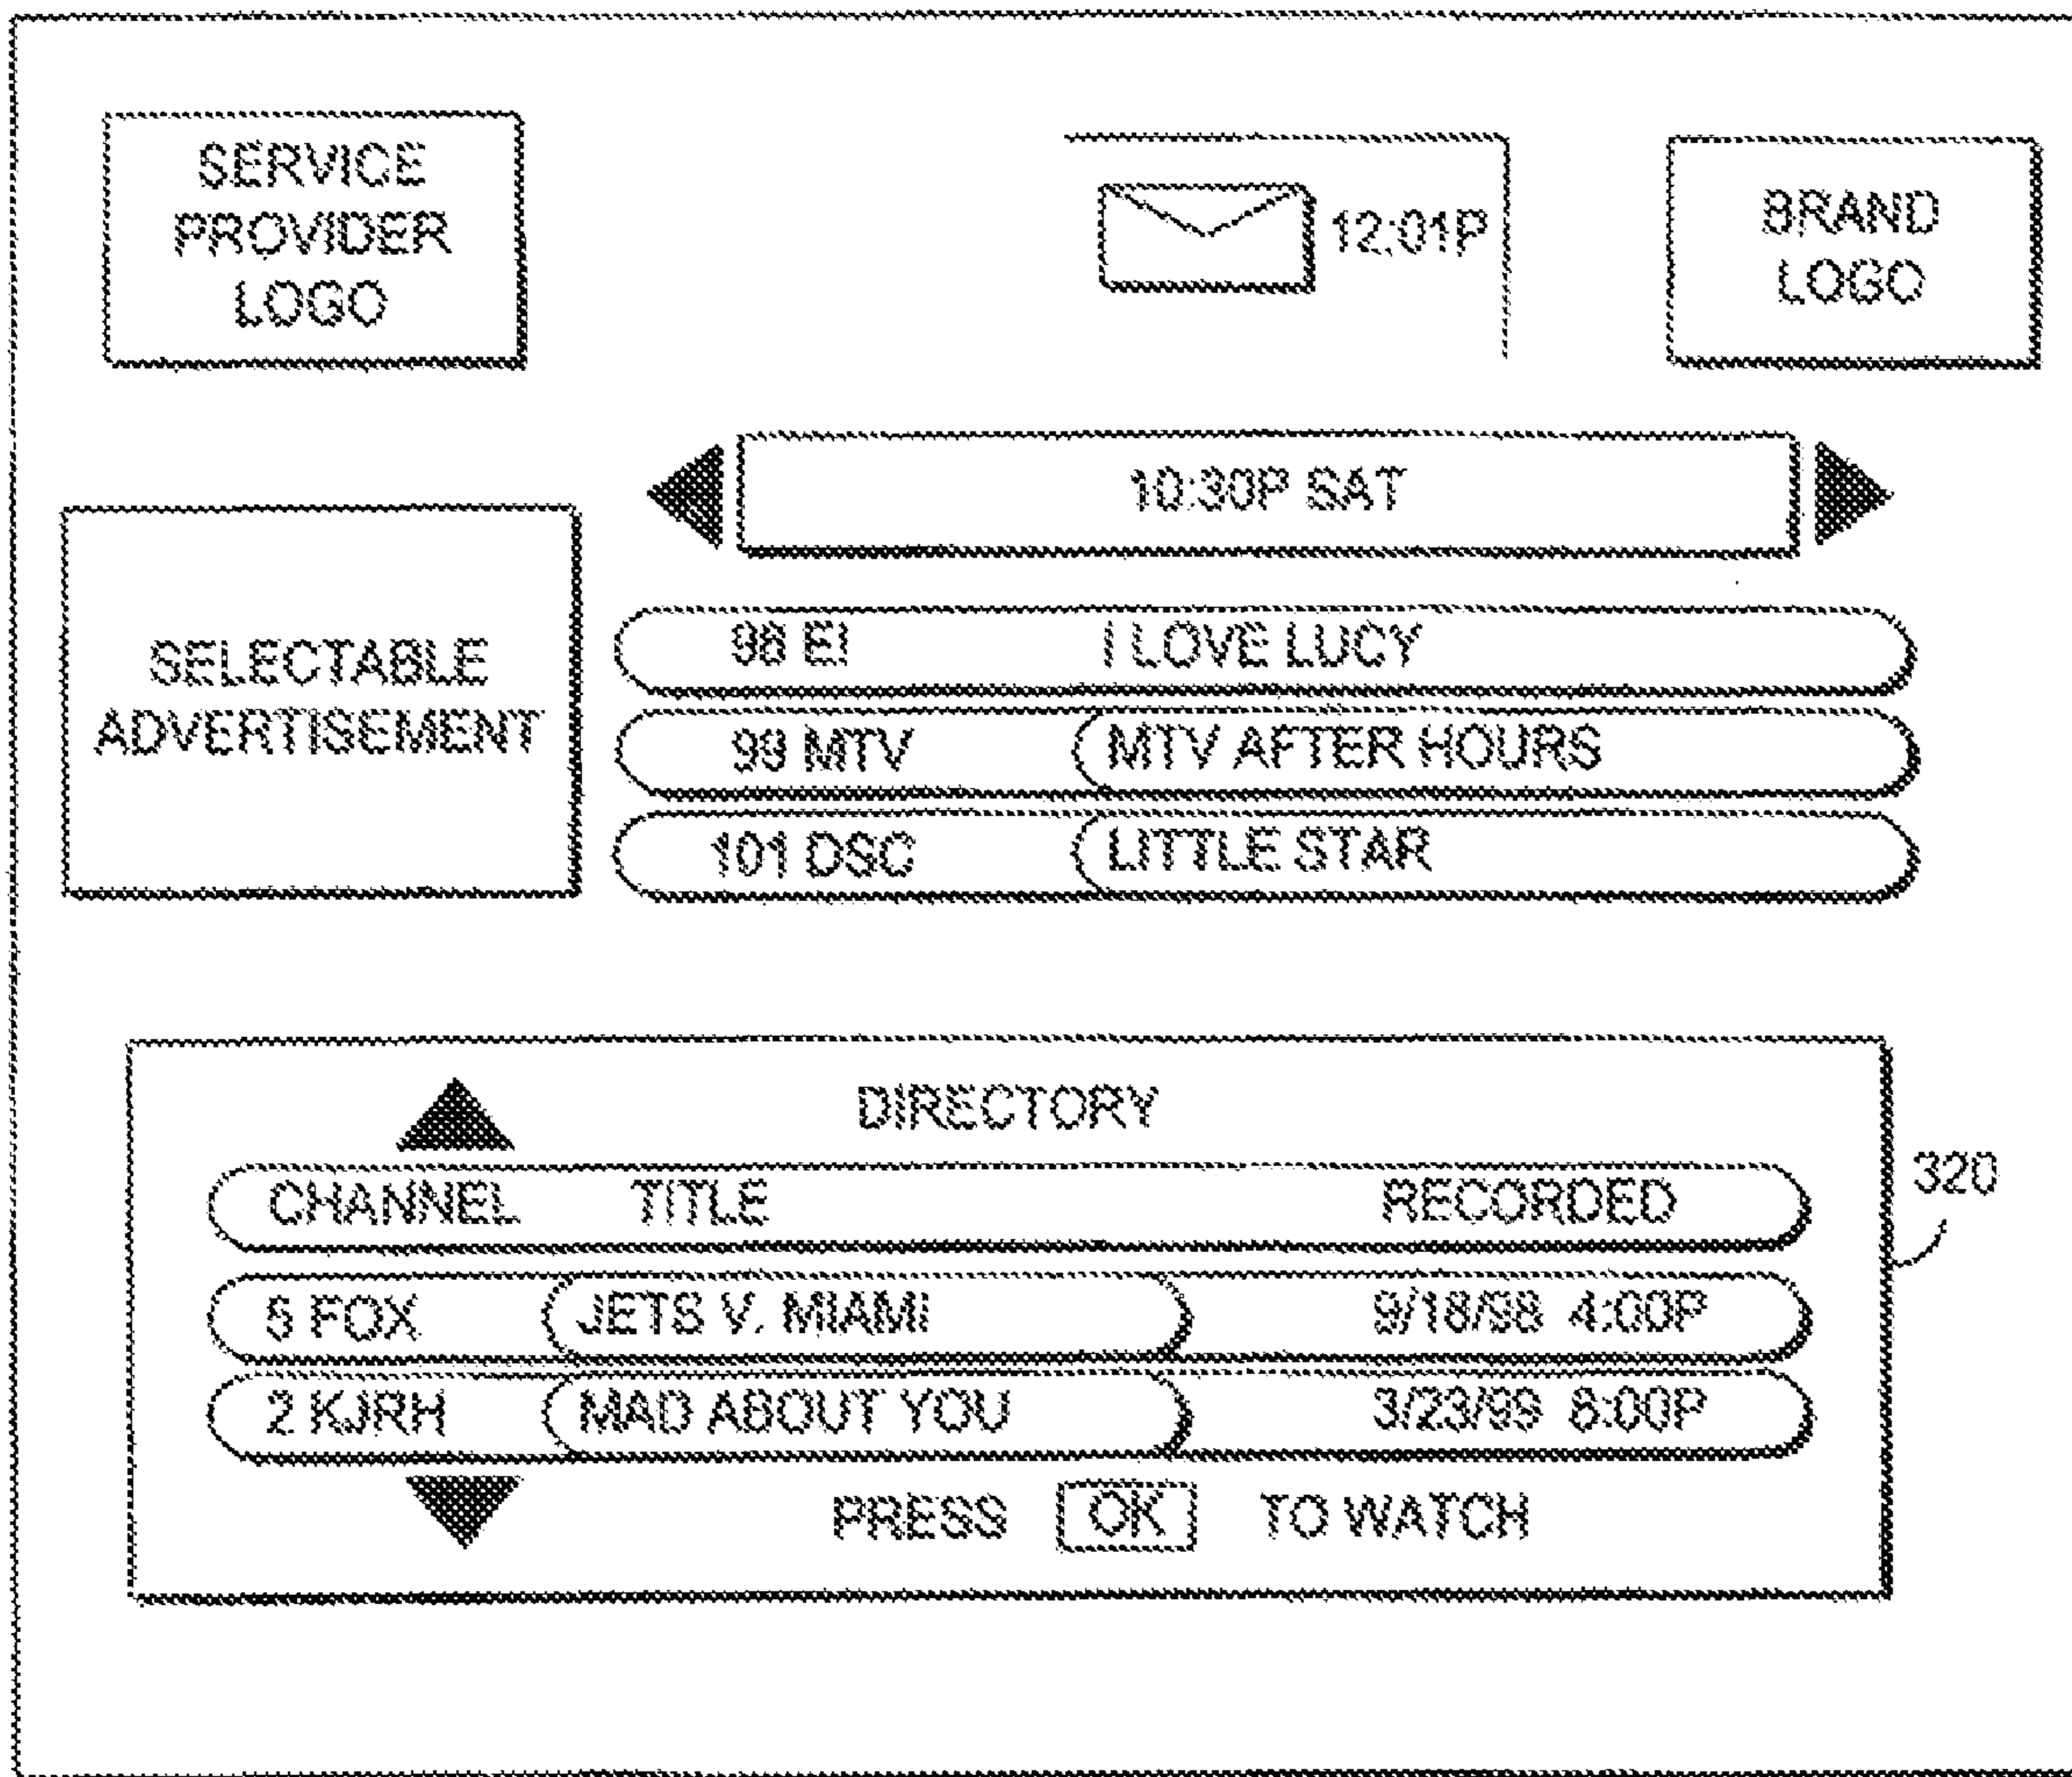 SERVICE
PROVIDER
LOGO
12:01P
BRAND
LOGO
10:30P SAT
SELECTABLE
ADVERTISEMENT
98 E!	I LOVE LUCY
99 MTV	MTV AFTER HOURS
101 DSC	LITTLE STAR
DIRECTORY
CHANNEL	TITLE	RECORDED
5 FOX	JETS V. MIAMI	9/18/98 4:00P
2 KJRH	MAD ABOUT YOU	3/23/99 6:00P
PRESS OK TO WATCH
320